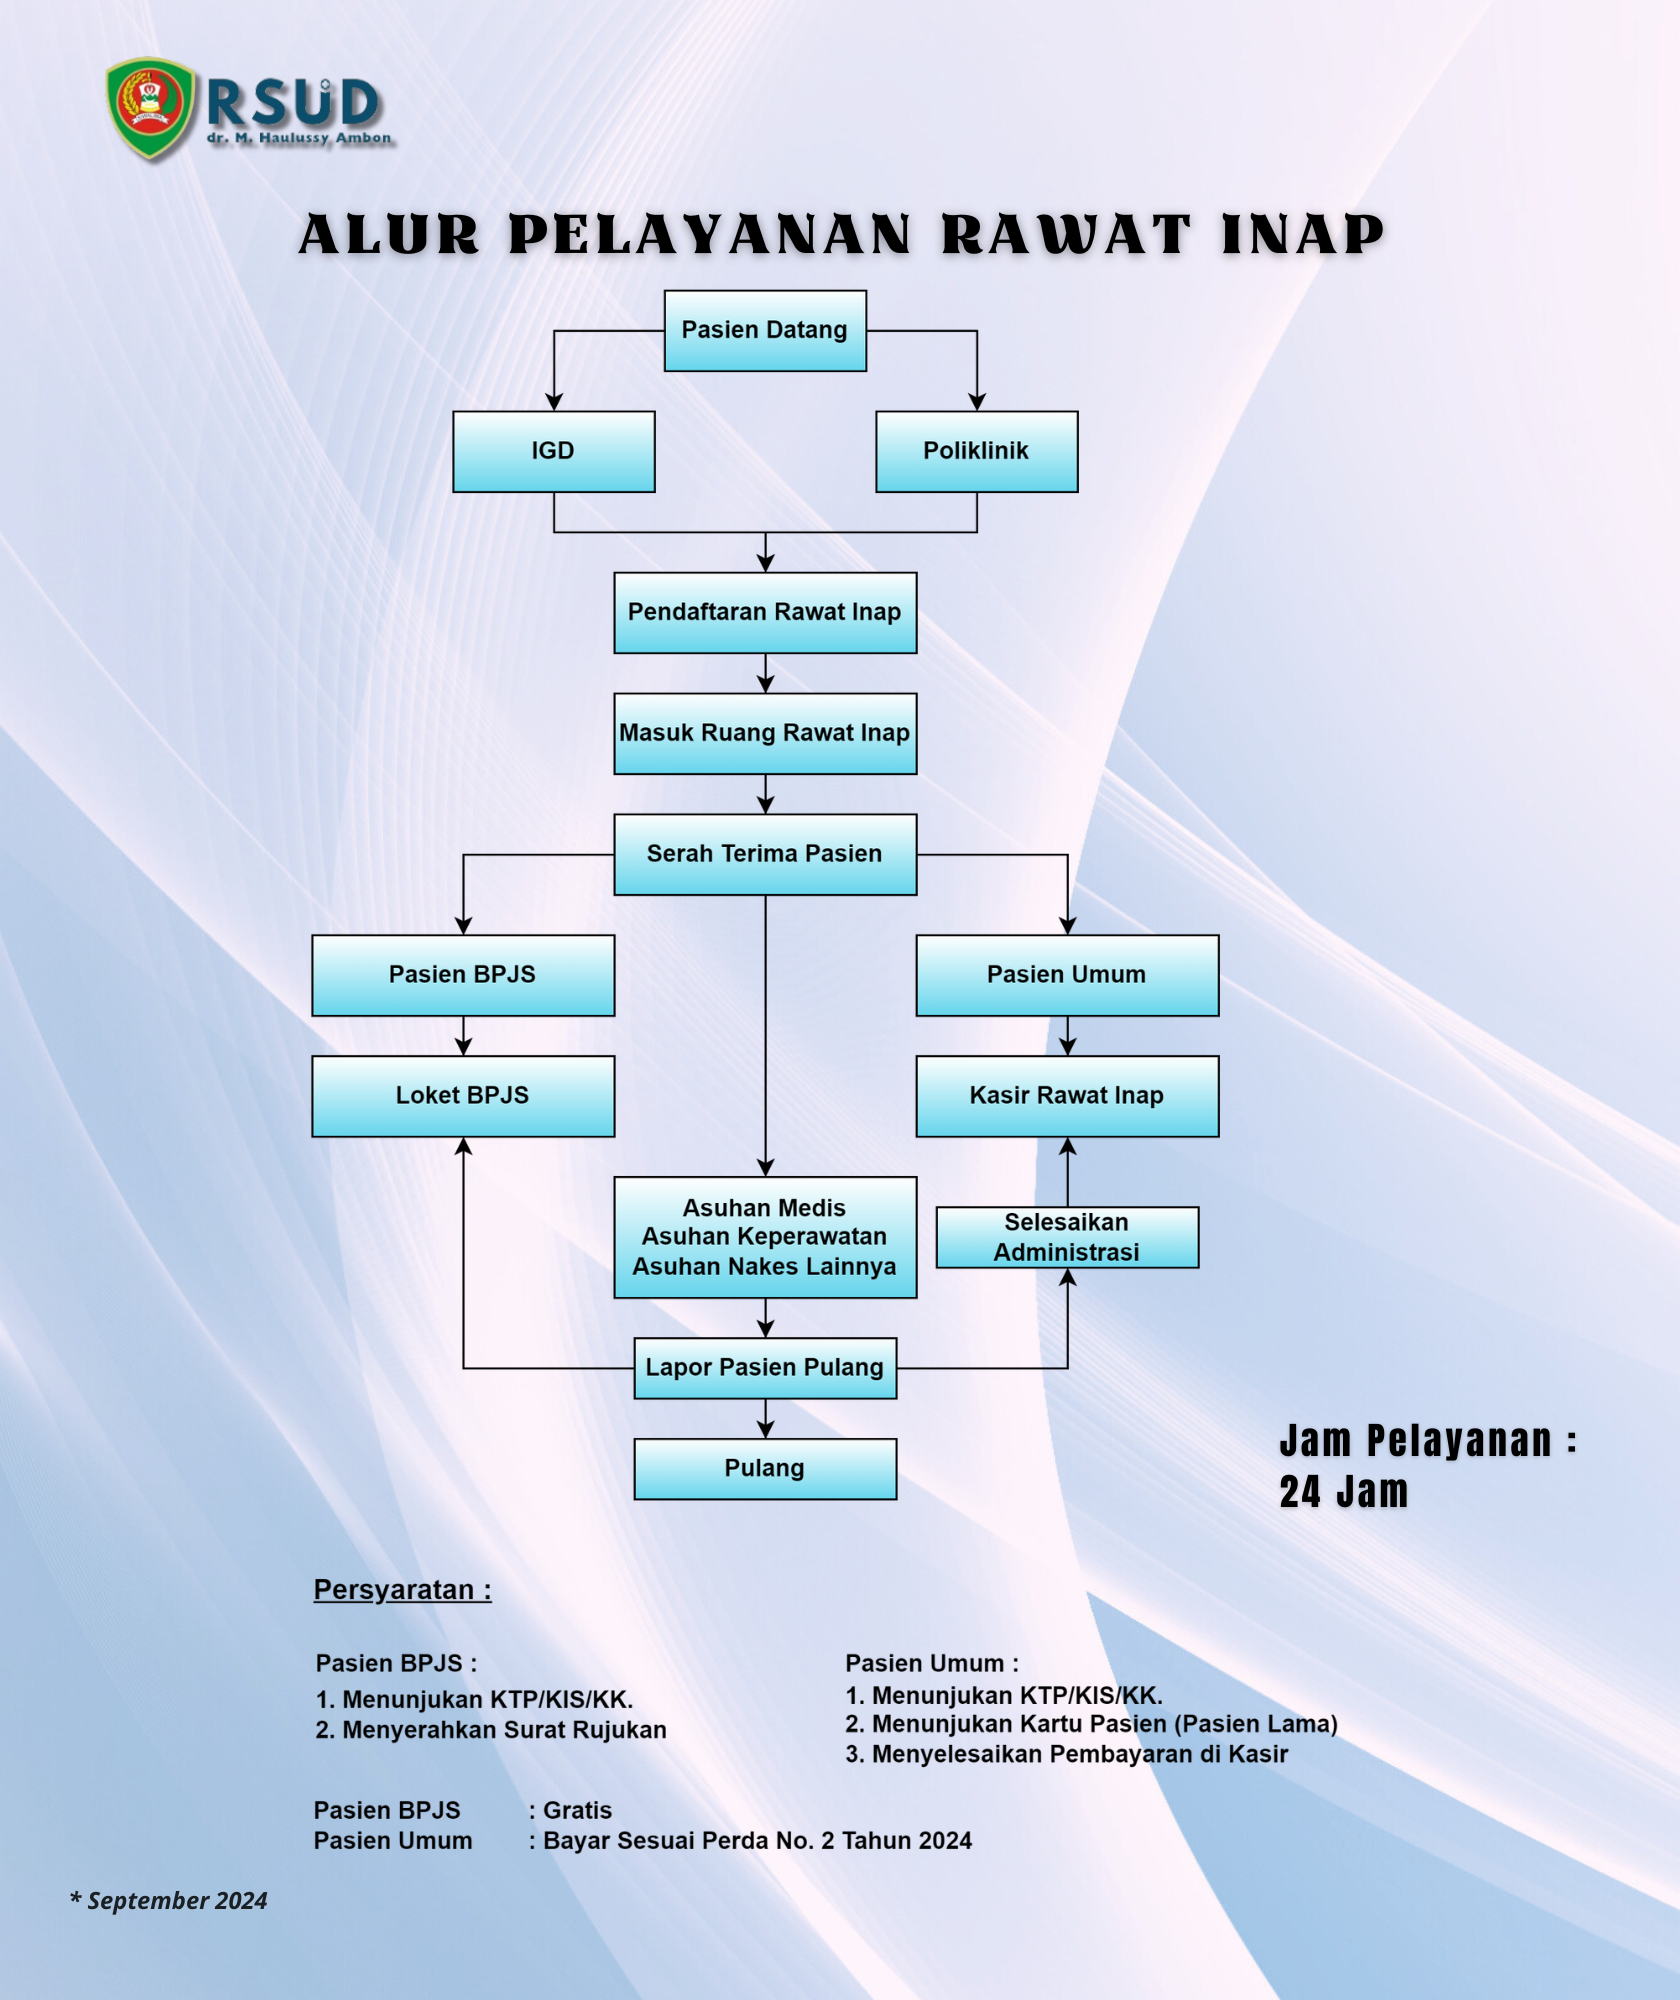 RSUD
dr. M. Haulussy Ambon
ALUR PELAYANAN RAWAT INAP
Pasien Datang
IGD
Poliklinik
Pendaftaran Rawat Inap
Masuk Ruang Rawat Inap
Serah Terima Pasien
Pasien BPJS
Pasien Umum
Loket BPJS
Kasir Rawat Inap
Asuhan Medis
Asuhan Keperawatan
Asuhan Nakes Lainnya
Selesaikan
Administrasi
Lapor Pasien Pulang
Pulang
Jam Pelayanan :
24 Jam
Persyaratan :
Pasien BPJS :
1. Menunjukan KTP/KIS/KK.
2. Menyerahkan Surat Rujukan
Pasien Umum :
1. Menunjukan KTP/KIS/KK.
2. Menunjukan Kartu Pasien (Pasien Lama)
3. Menyelesaikan Pembayaran di Kasir
Pasien BPJS : Gratis
Pasien Umum : Bayar Sesuai Perda No. 2 Tahun 2024
* September 2024